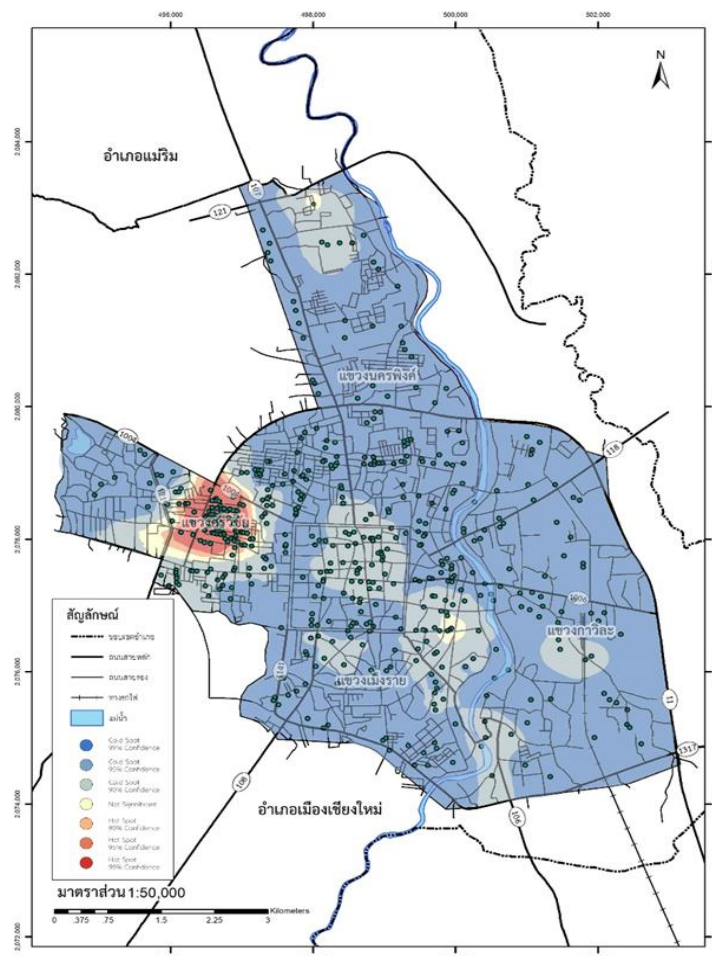 496,000 498,000 500,000 502,000
N
2,084,000
อำเภอแม่ริม
107
121
2,082,000
แขวงนครพิงค์
2,080,000
1004
118
1004
แขวงศรีวิชัย
2,078,000
1006
แขวงกาวิละ
2,076,000
1141
แขวงเม็งราย
11
1317
108
2,074,000
อำเภอเมืองเชียงใหม่
106
สัญลักษณ์
ขอบเขตอำเภอ
ถนนสายหลัก
ถนนสายรอง
ทางรถไฟ
แม่น้ำ
Cold Spot
99% Confidence
Cold Spot
95% Confidence
Cold Spot
90% Confidence
Not Significant
Hot Spot
90% Confidence
Hot Spot
95% Confidence
Hot Spot
99% Confidence
มาตราส่วน 1:50,000
Kilometers
0 .375 .75 1.5 2.25 3
2,072,000